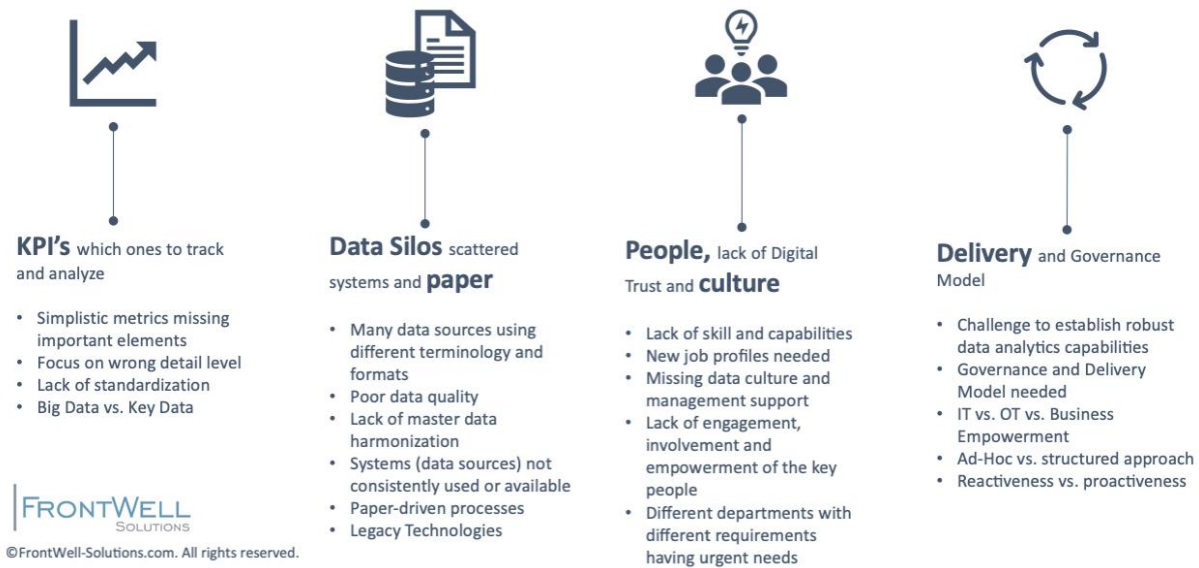 KPI's which ones to track
and analyze
• Simplistic metrics missing
important elements
• Focus on wrong detail level
• Lack of standardization
• Big Data vs. Key Data
Data Silos scattered
systems and paper
• Many data sources using
different terminology and
formats
• Poor data quality
• Lack of master data
harmonization
• Systems (data sources) not
consistently used or available
• Paper-driven processes
• Legacy Technologies
People, lack of Digital
Trust and culture
• Lack of skill and capabilities
• New job profiles needed
• Missing data culture and
management support
• Lack of engagement,
involvement and
empowerment of the key
people
• Different departments with
different requirements
having urgent needs
Delivery and Governance
Model
• Challenge to establish robust
data analytics capabilities
• Governance and Delivery
Model needed
• IT vs. OT vs. Business
Empowerment
• Ad-Hoc vs. structured approach
• Reactiveness vs. proactiveness
FRONTWELL
SOLUTIONS
©FrontWell-Solutions.com. All rights reserved.